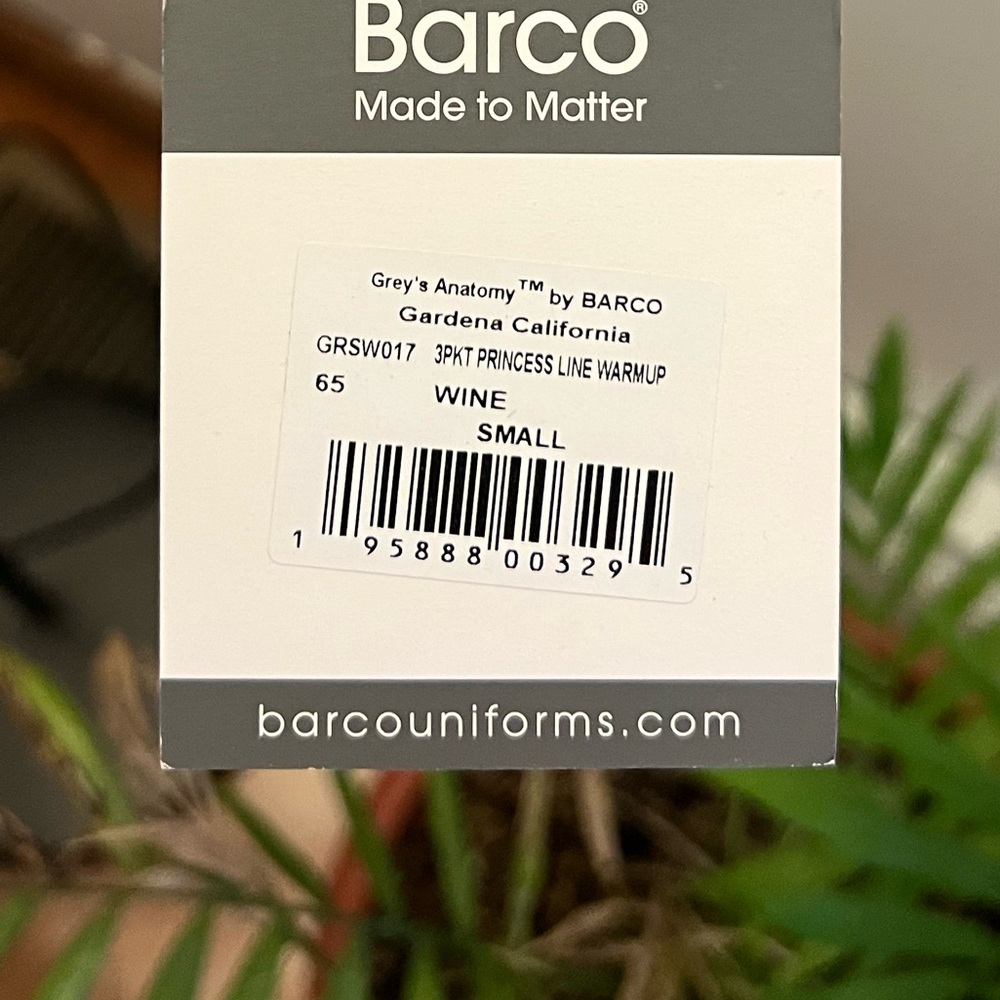 Barco®
Made to Matter
Grey's Anatomy™ by BARCO
Gardena California
GRSW017 3PKT PRINCESS LINE WARMUP
65 WINE
SMALL
1 95888 00329 5
barcouniforms.com